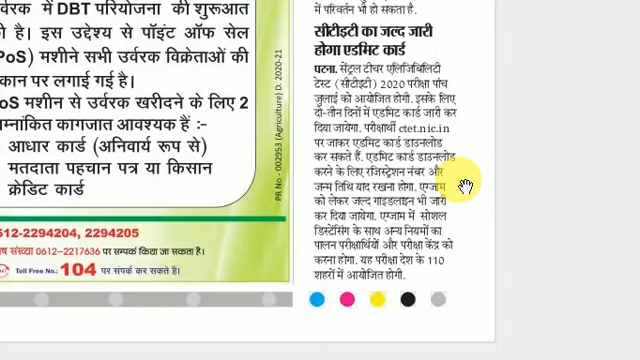 र्वरक में DBT परियोजना की शुरूआत
की है। इस उद्देश्य से पॉइंट ऑफ सेल
PoS) मशीने सभी उर्वरक विक्रेताओं की
कान पर लगाई गई है।
oS मशीन से उर्वरक खरीदने के लिए 2
म्नांकित कागजात आवश्यक हैं :-
आधार कार्ड (अनिवार्य रूप से)
मतदाता पहचान पत्र या किसान
क्रेडिट कार्ड
PR No - 002953 (Agriculture) D. 2020-21
612-2294204, 2294205
संख्या 0612-2217636 पर सम्पर्क किया जा सकता है।
Toll Free No.: 104 पर संपर्क कर सकते हैं।
में परिवर्तन भी हो सकता है.
सीटीइटी का जल्द जारी
होगा एडमिट कार्ड
पटना. सेंट्रल टीचर एलिजिबिलिटी
टेस्ट (सीटीइटी) 2020 परीक्षा पांच
जुलाई को आयोजित होगी. इसके लिए
दो-तीन दिनों में एडमिट कार्ड जारी कर
दिया जायेगा. परीक्षार्थी ctet.nic.in
पर जाकर एडमिट कार्ड डाउनलोड
कर सकते हैं. एडमिट कार्ड डाउनलोड
करने के लिए रजिस्ट्रेशन नंबर और
जन्म तिथि याद रखना होगा. एग्जाम
को लेकर जल्द गाइडलाइन भी जारी
कर दिया जायेगा. एग्जाम में सोशल
डिस्टेंसिंग के साथ अन्य नियमों का
पालन परीक्षार्थियों और परीक्षा केंद्र को
करना होगा. यह परीक्षा देश के 110
शहरों में आयोजित होगी.